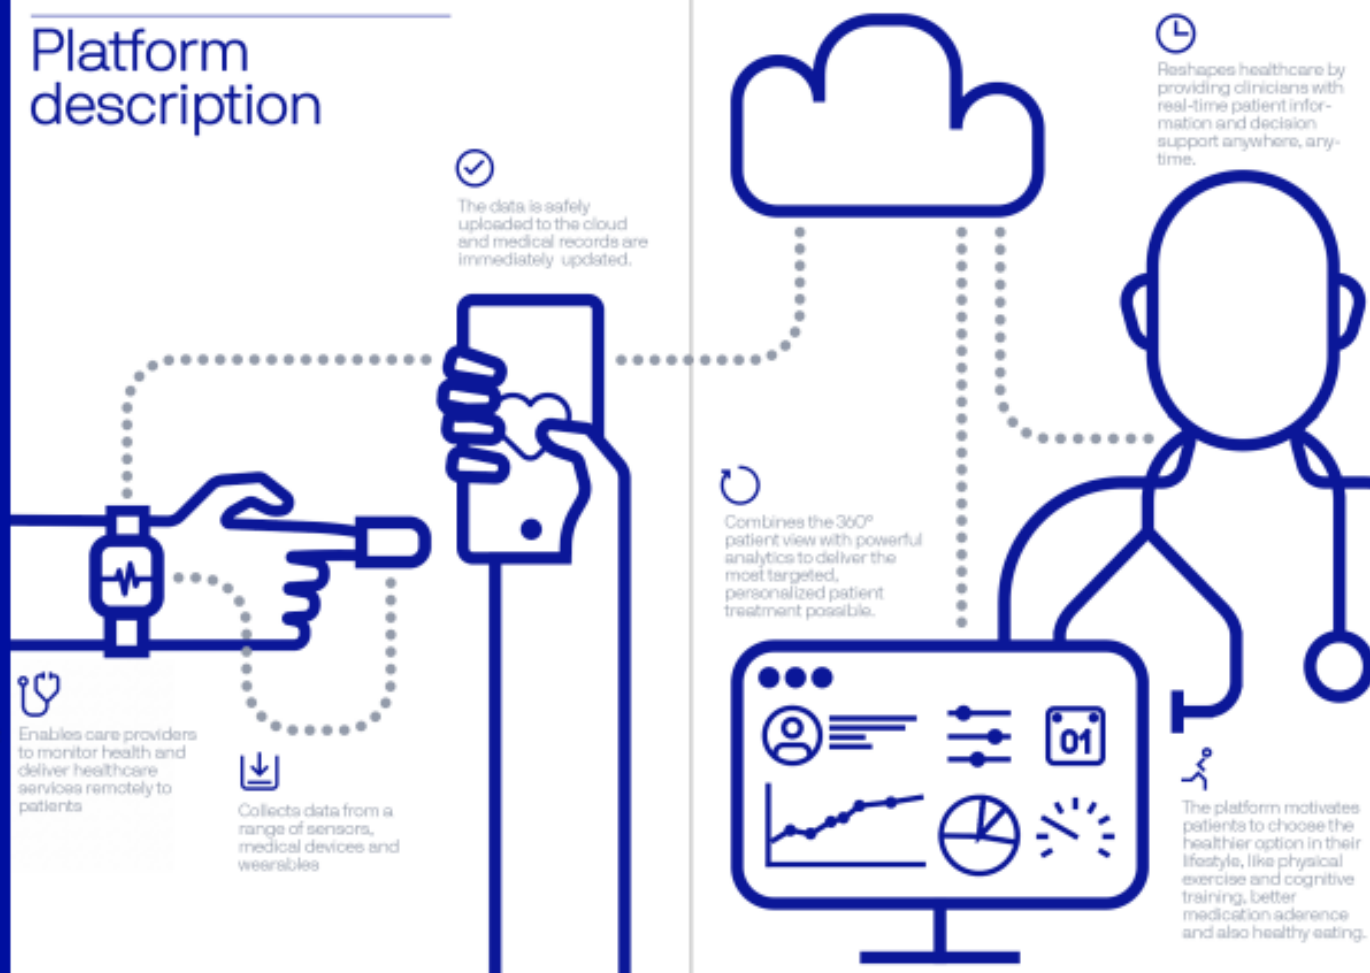 Platform
description
The data is safely
uploaded to the cloud
and medical records are
immediately updated.
Enables care providers
to monitor health and
deliver healthcare
services remotely to
patients
Collects data from a
range of sensors,
medical devices and
wearables
Reshapes healthcare by
providing clinicians with
real-time patient infor-
mation and decision
support anywhere, any-
time.
Combines the 360°
patient view with powerful
analytics to deliver the
most targeted,
personalized patient
treatment possible.
01
The platform motivates
patients to choose the
healthier option in their
lifestyle, like physical
exercise and cognitive
training, better
medication aderence
and also healthy eating.